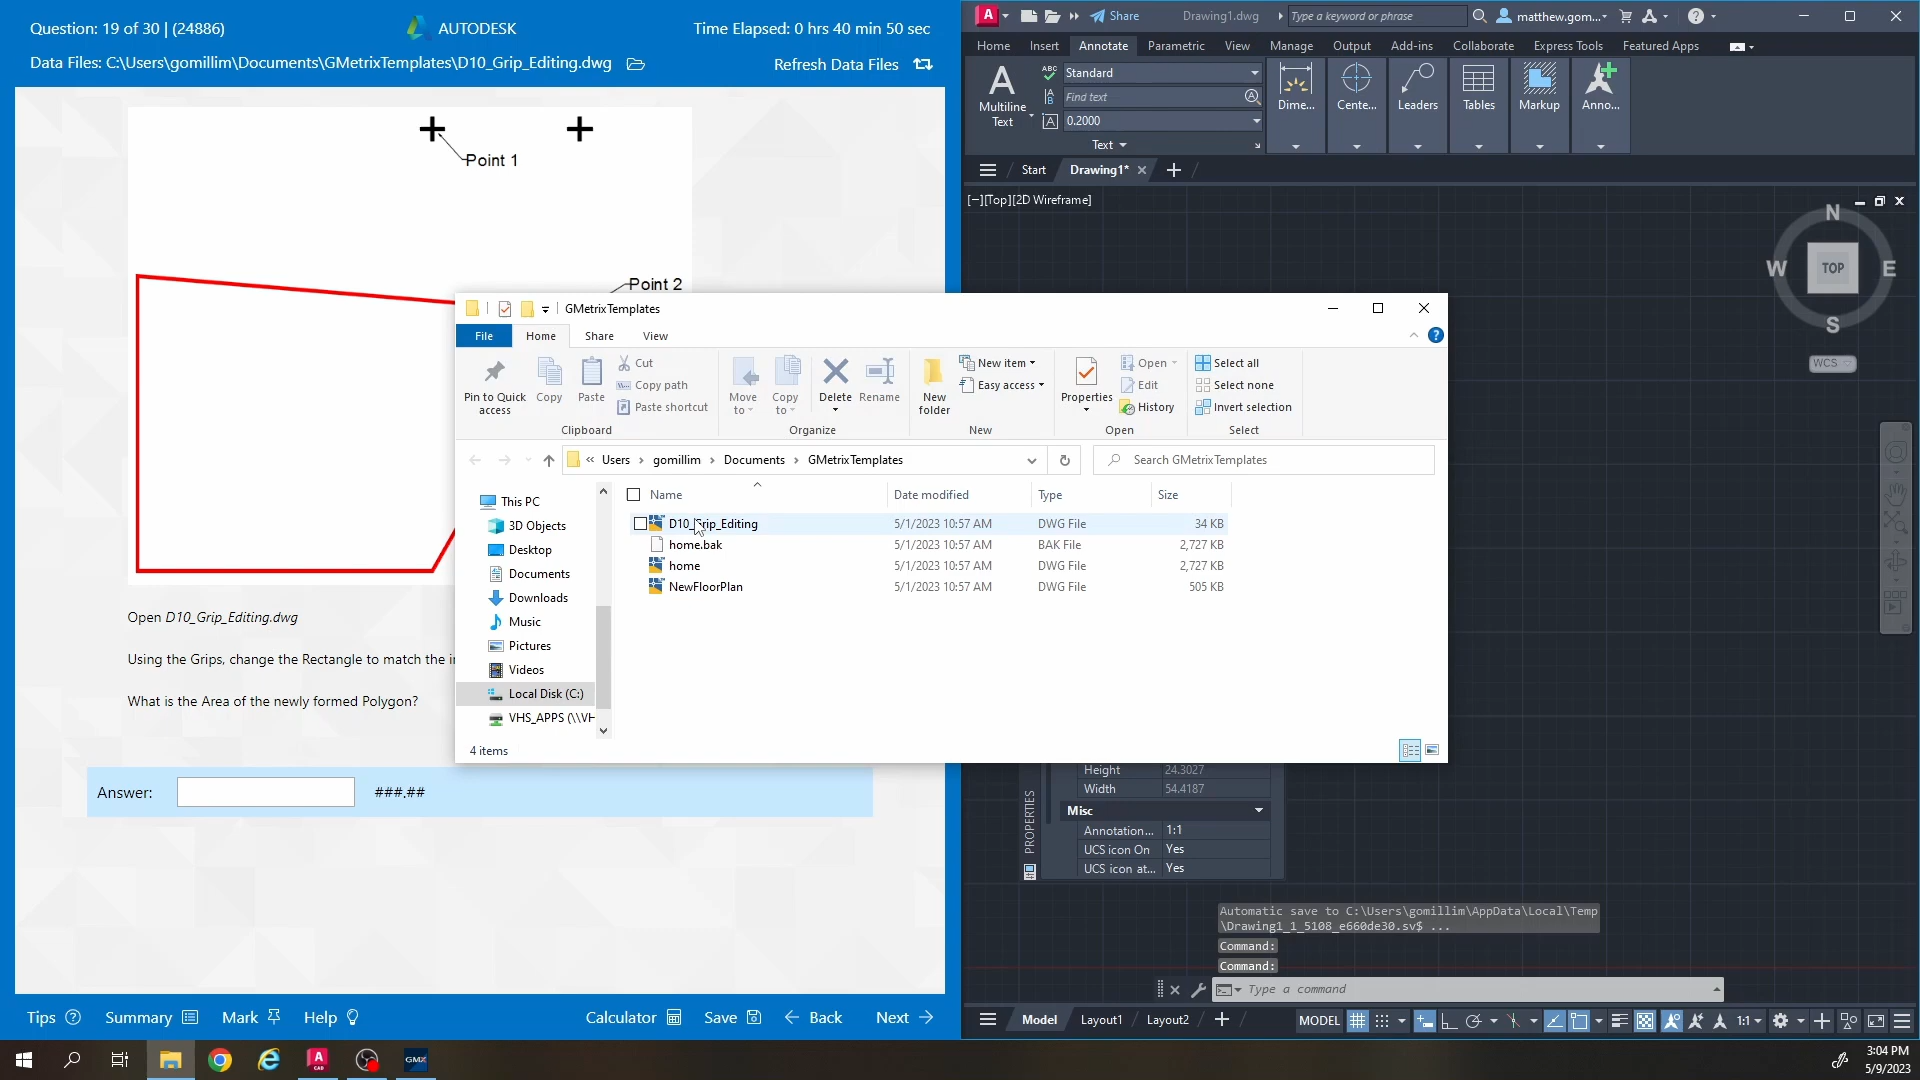 Question: 19 of 30 | (24886)
AUTODESK
Time Elapsed: 0 hrs 40 min 50 sec
Data Files: C:\Users\gomillim\Documents\GMetrixTemplates\D10_Grip_Editing.dwg
Refresh Data Files
Point 1
Point 2
Open D10_Grip_Editing.dwg
Using the Grips, change the Rectangle to match the i
What is the Area of the newly formed Polygon?
Answer:
###.##
Tips
Summary
Mark
Help
Calculator
Save
Back
Next
GMetrixTemplates
File
Home
Share
View
Pin to Quick access
Copy
Paste
Cut
Copy path
Paste shortcut
Clipboard
Move to
Copy to
Delete
Rename
Organize
New folder
New item
Easy access
New
Properties
Open
Edit
History
Open
Select all
Select none
Invert selection
Select
« Users › gomillim › Documents › GMetrixTemplates
Search GMetrixTemplates
This PC
3D Objects
Desktop
Documents
Downloads
Music
Pictures
Videos
Local Disk (C:)
VHS_APPS (\\VH
Name
Date modified
Type
Size
D10_Grip_Editing 5/1/2023 10:57 AM DWG File 34 KB
home.bak 5/1/2023 10:57 AM BAK File 2,727 KB
home 5/1/2023 10:57 AM DWG File 2,727 KB
NewFloorPlan 5/1/2023 10:57 AM DWG File 505 KB
4 items
A
Share
Drawing1.dwg
Type a keyword or phrase
matthew.gom...
Home
Insert
Annotate
Parametric
View
Manage
Output
Add-ins
Collaborate
Express Tools
Featured Apps
A
Multiline Text
ABC
Standard
Find text
0.2000
Text
Dime...
Cente...
Leaders
Tables
Markup
Anno...
Start
Drawing1*
[−][Top][2D Wireframe]
N
W
TOP
E
S
WCS
PROPERTIES
Height 24.3027
Width 54.4187
Misc
Annotation... 1:1
UCS icon On Yes
UCS icon at... Yes
Automatic save to C:\Users\gomillim\AppData\Local\Temp
\Drawing1_1_5108_e660de30.sv$ ...
Command:
Command:
Type a command
Model
Layout1
Layout2
MODEL
1:1
A
CAD
GMX
3:04 PM
5/9/2023